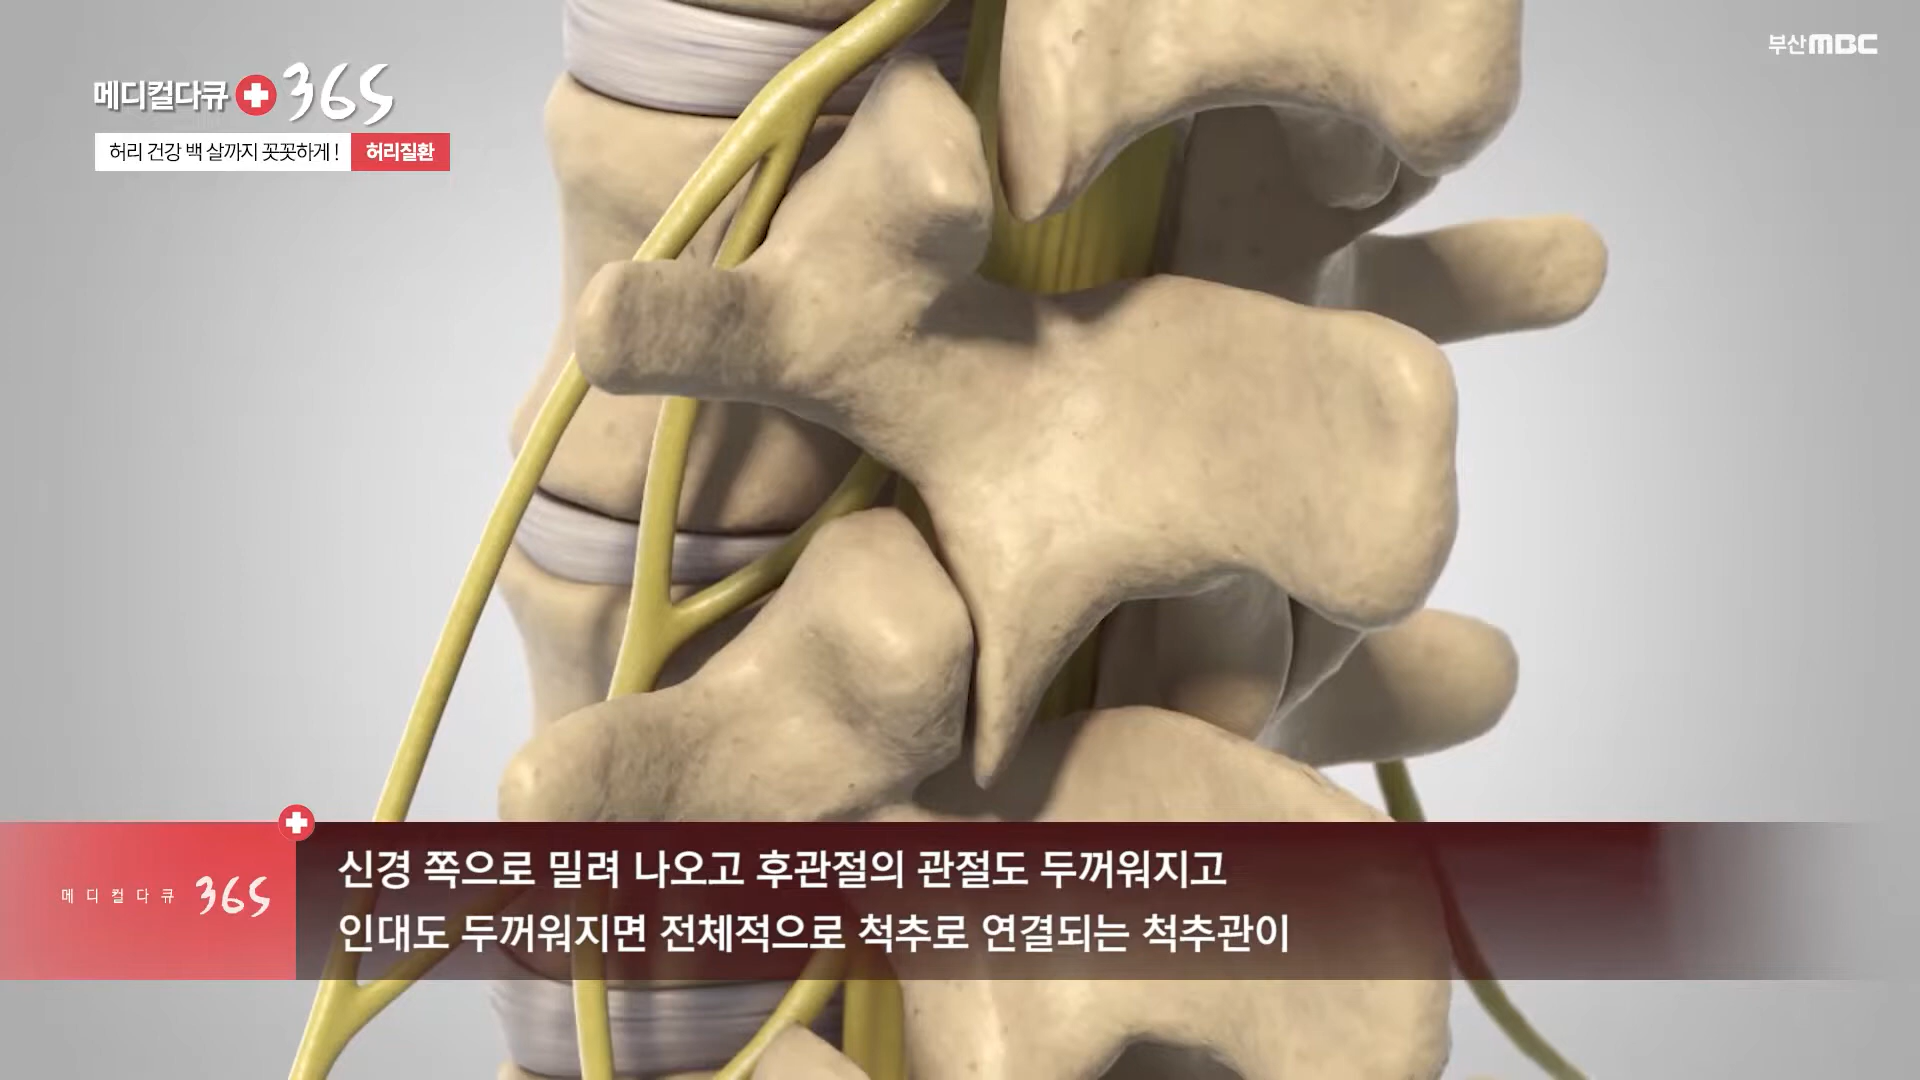 부산MBC
메디컬다큐 365
허리 건강 백 살까지 꼿꼿하게 ! 허리질환
신경 쪽으로 밀려 나오고 후관절의 관절도 두꺼워지고
메디컬다큐 365
인대도 두꺼워지면 전체적으로 척추로 연결되는 척추관이